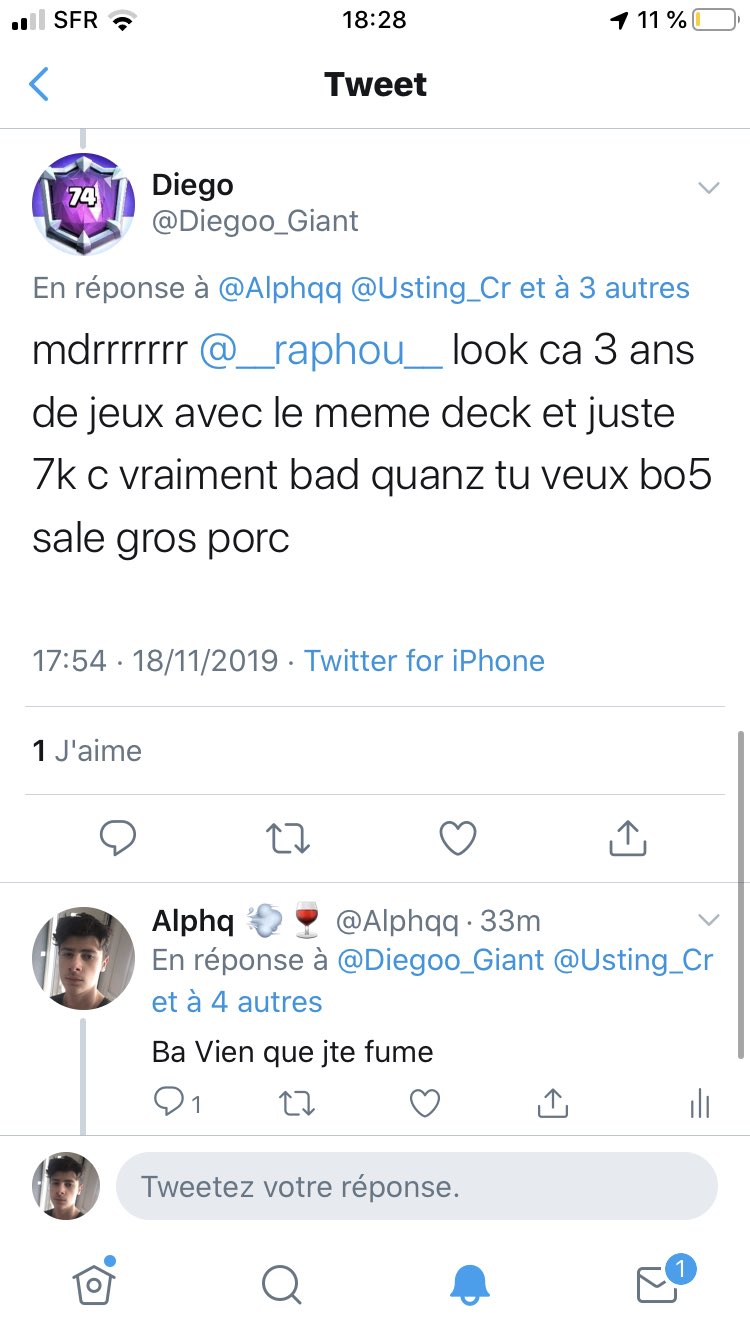 SFR 18:28 11 %
Tweet
74
Diego
@Diegoo_Giant
En réponse à @Alphqq @Usting_Cr et à 3 autres
mdrrrrrrr @__raphou__ look ca 3 ans
de jeux avec le meme deck et juste
7k c vraiment bad quanz tu veux bo5
sale gros porc
17:54 · 18/11/2019 · Twitter for iPhone
1 J'aime
Alphq 💨🍷 @Alphqq · 33m
En réponse à @Diegoo_Giant @Usting_Cr
et à 4 autres
Ba Vien que jte fume
1
Tweetez votre réponse.
1